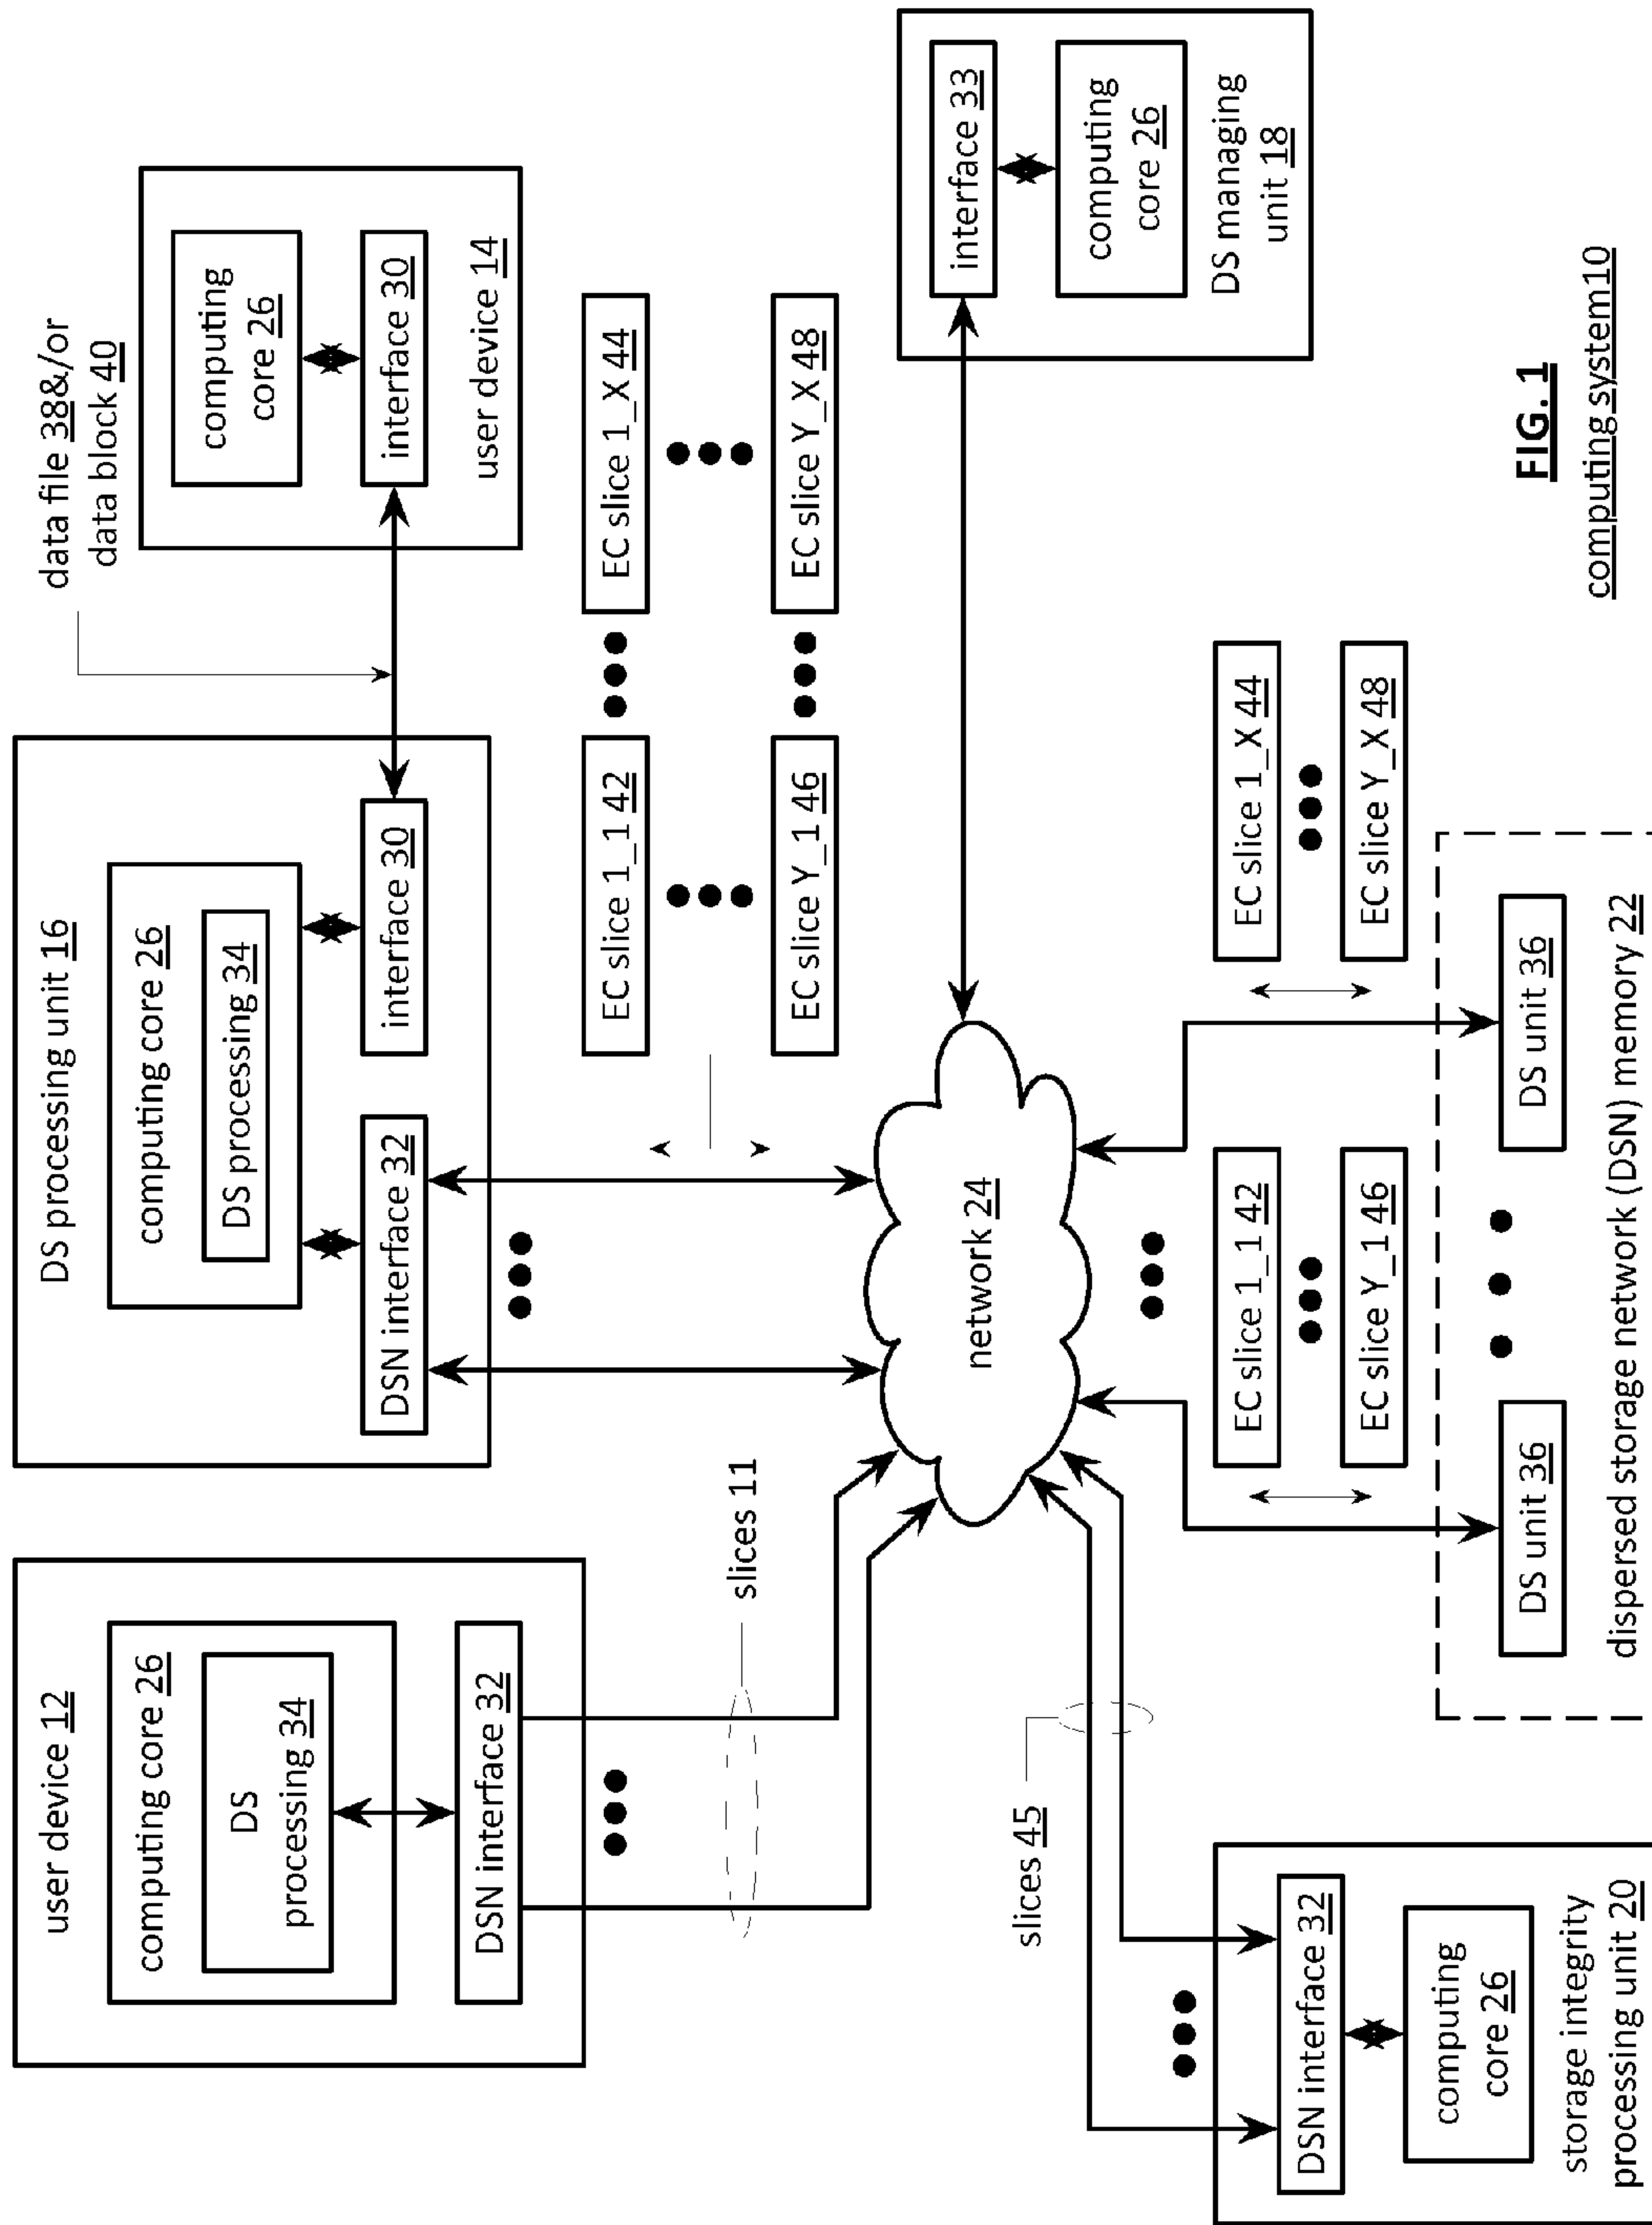 user device 12
computing core 26
DS
processing 34
DSN interface 32
DS processing unit 16
computing core 26
DS processing 34
DSN interface 32
interface 30
data file 38&/or
data block 40
computing
core 26
interface 30
user device 14
slices 11
EC slice 1_1 42
EC slice 1_X 44
EC slice Y_1 46
EC slice Y_X 48
network 24
interface 33
computing
core 26
DS managing
unit 18
slices 45
DSN interface 32
computing
core 26
storage integrity
processing unit 20
EC slice 1_1 42
EC slice Y_1 46
EC slice 1_X 44
EC slice Y_X 48
DS unit 36
DS unit 36
dispersed storage network (DSN) memory 22
FIG. 1
computing system10